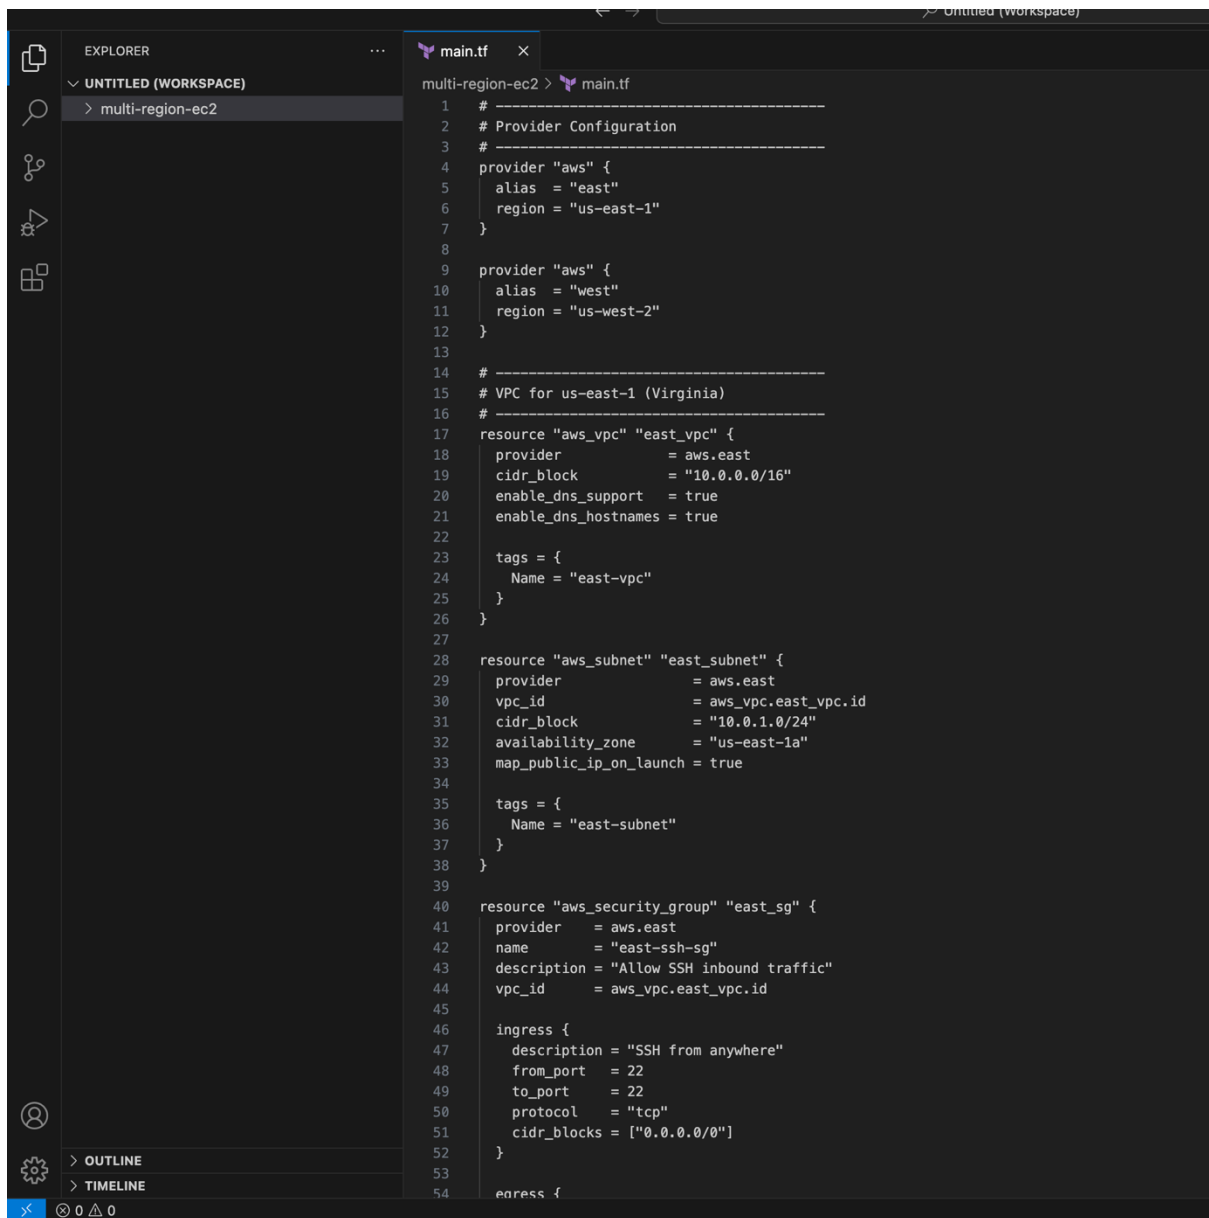 Untitled (Workspace)
EXPLORER
main.tf
UNTITLED (WORKSPACE)
multi-region-ec2
multi-region-ec2 > main.tf
1 # ----------------------------------------
2 # Provider Configuration
3 # ----------------------------------------
4 provider "aws" {
5 alias  = "east"
6 region = "us-east-1"
7 }
8
9 provider "aws" {
10 alias  = "west"
11 region = "us-west-2"
12 }
13
14 # ----------------------------------------
15 # VPC for us-east-1 (Virginia)
16 # ----------------------------------------
17 resource "aws_vpc" "east_vpc" {
18 provider             = aws.east
19 cidr_block           = "10.0.0.0/16"
20 enable_dns_support   = true
21 enable_dns_hostnames = true
22
23 tags = {
24 Name = "east-vpc"
25 }
26 }
27
28 resource "aws_subnet" "east_subnet" {
29 provider                = aws.east
30 vpc_id                  = aws_vpc.east_vpc.id
31 cidr_block              = "10.0.1.0/24"
32 availability_zone       = "us-east-1a"
33 map_public_ip_on_launch = true
34
35 tags = {
36 Name = "east-subnet"
37 }
38 }
39
40 resource "aws_security_group" "east_sg" {
41 provider    = aws.east
42 name        = "east-ssh-sg"
43 description = "Allow SSH inbound traffic"
44 vpc_id      = aws_vpc.east_vpc.id
45
46 ingress {
47 description = "SSH from anywhere"
48 from_port   = 22
49 to_port     = 22
50 protocol    = "tcp"
51 cidr_blocks = ["0.0.0.0/0"]
52 }
53
54 egress {
OUTLINE
TIMELINE
0 0